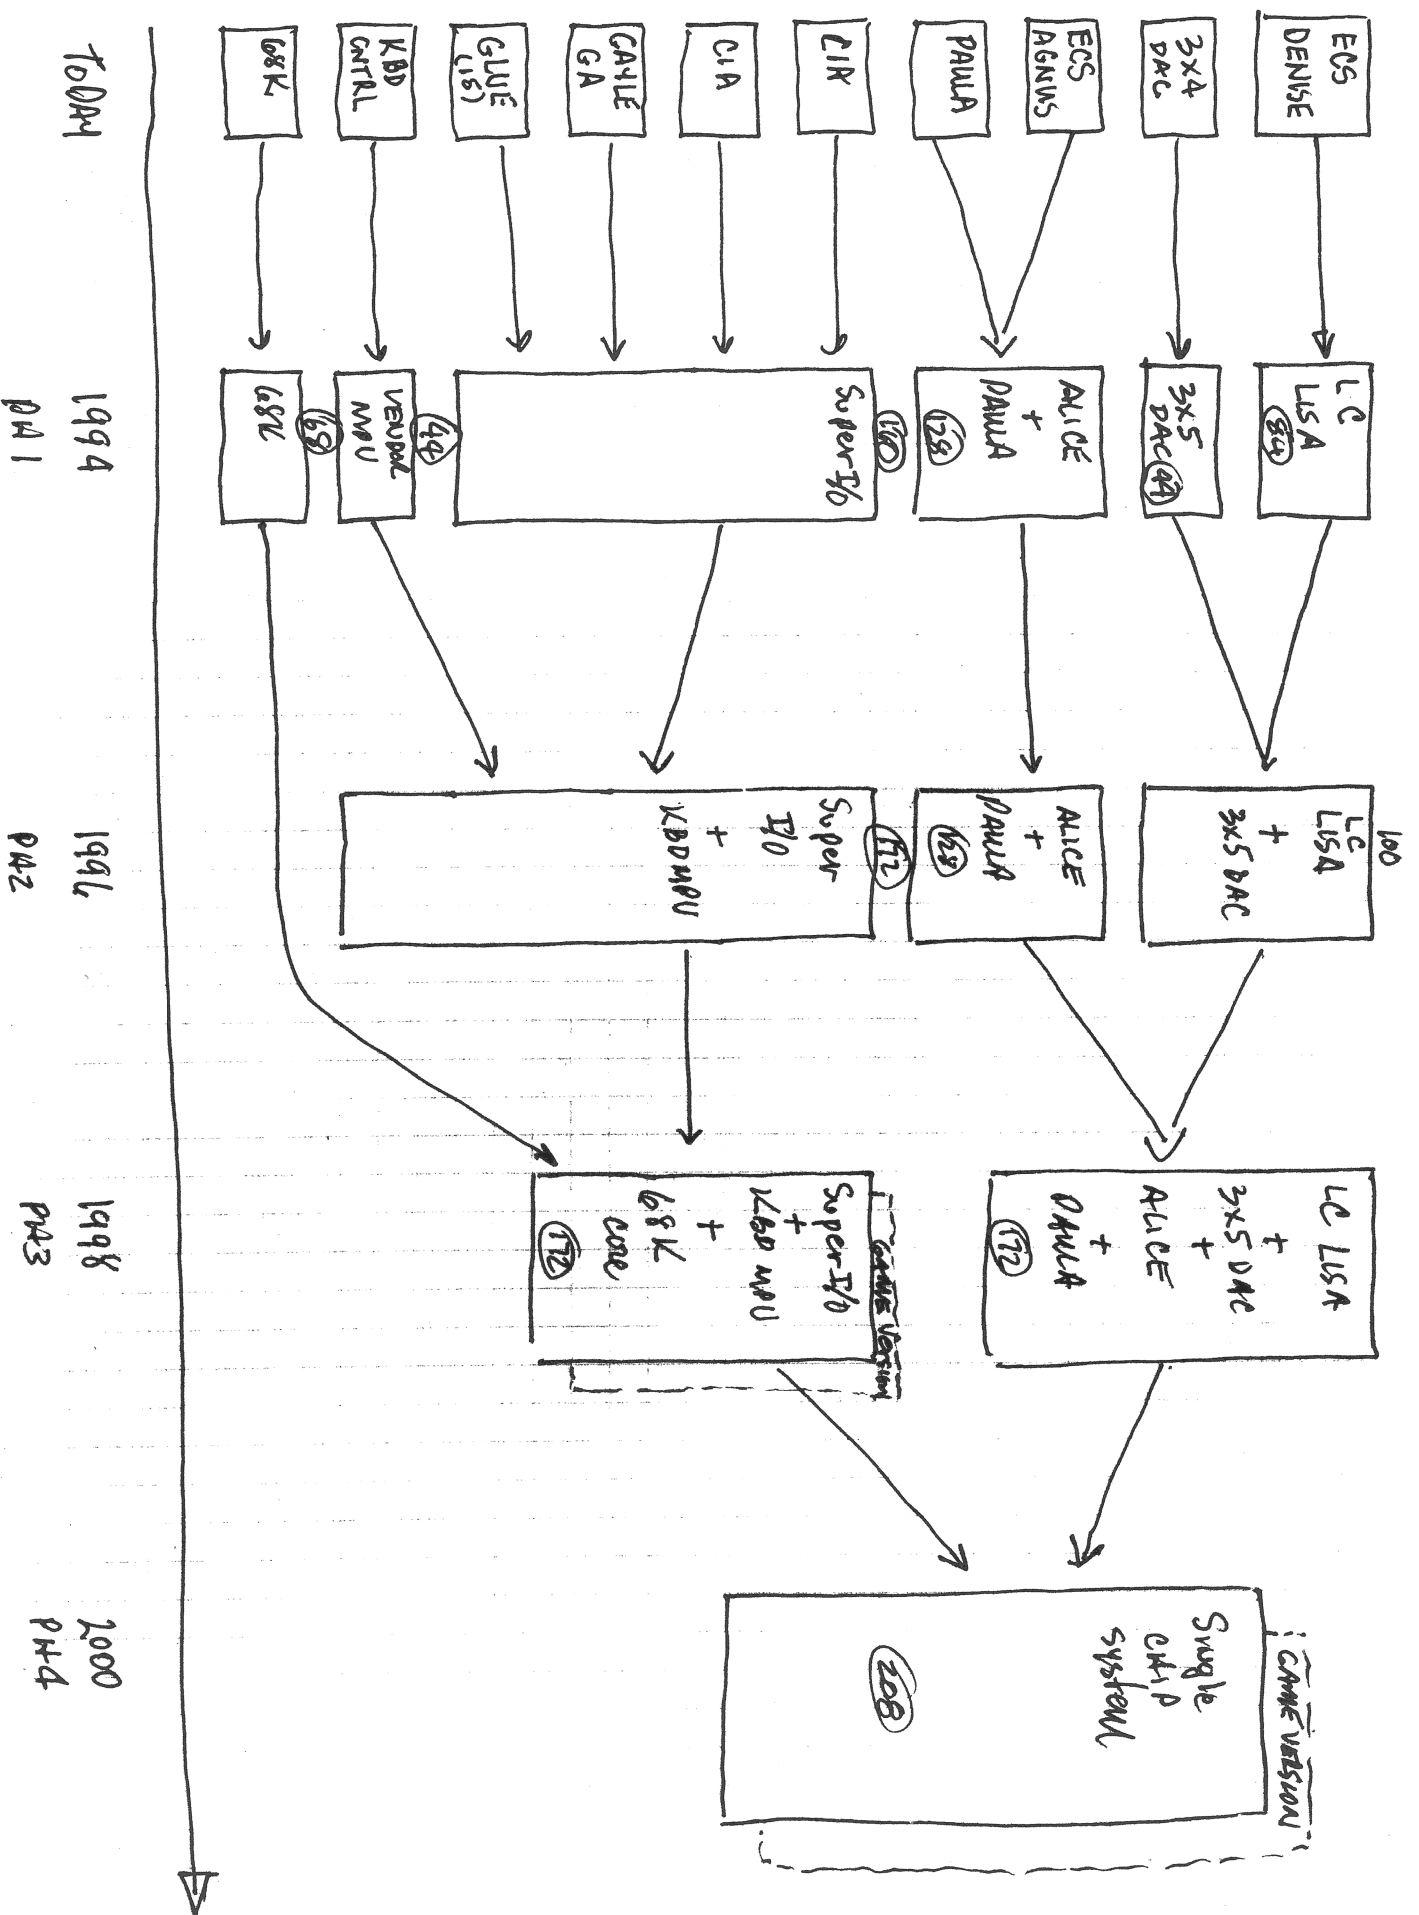 ECS
DENISE
3x4
DAC
ECS
AGNUS
PAULA
CIA
CIA
GAYLE
GA
GLUE
(15)
KBD
CNTRL
68K
TODAY
LC
LISA
84
3x5
DAC
44
ALICE
+
PAULA
128
Super I/O
160
VENDOR
MPU
44
68K
68
1994
PH1
100
LC
LISA
+
3x5 DAC
ALICE
+
PAULA
128
Super
I/O
+
KBD MPU
172
1996
PH2
LC LISA
+
3x5 DAC
+
ALICE
+
PAULA
172
GAME VERSION
Super I/O
+
KBD MPU
+
68K
CORE
172
1998
PH3
GAME VERSION
Single
CHIP
System
208
2000
PH4